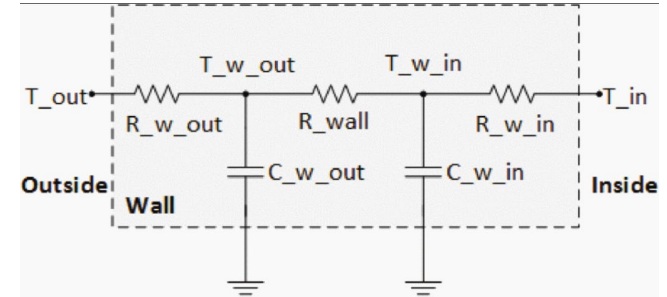 T_w_out
T_w_in
T_out
T_in
R_w_out
R_wall
R_w_in
C_w_out
C_w_in
Outside
Inside
Wall